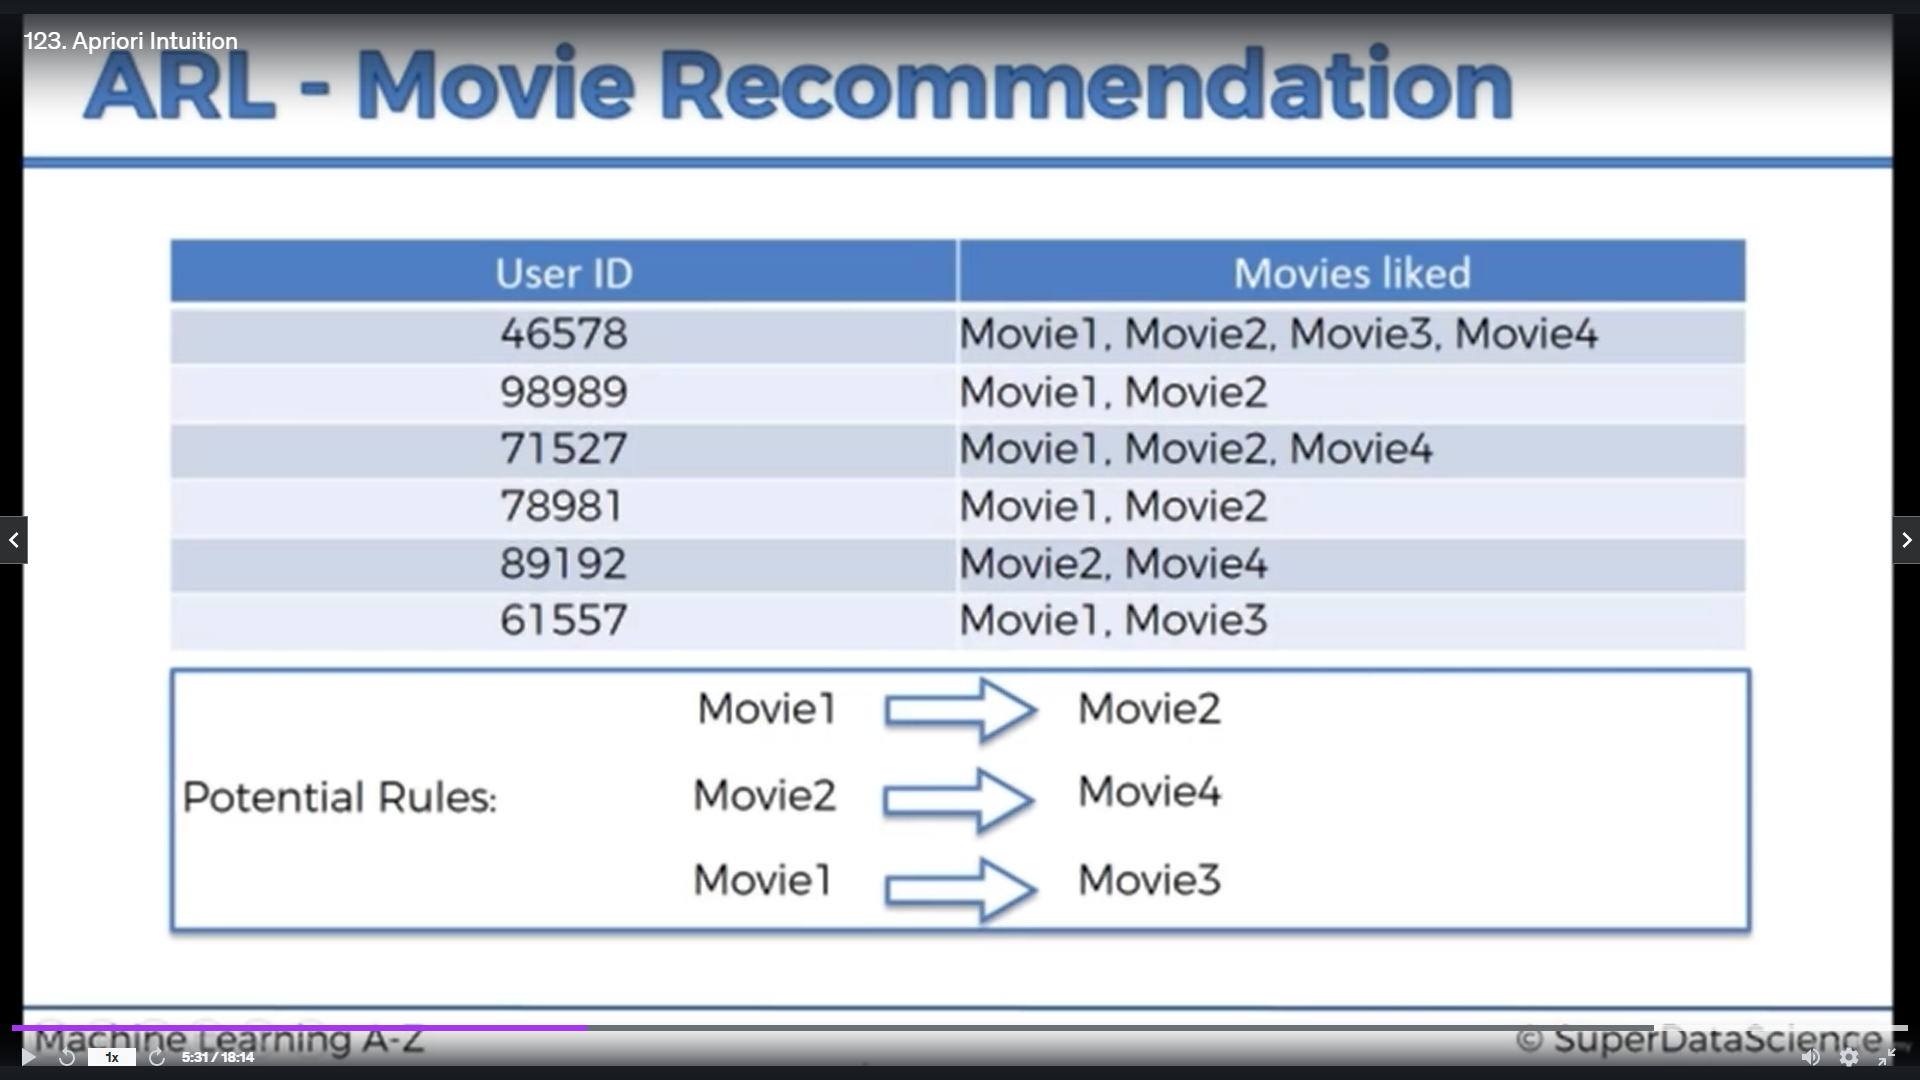 123. Apriori Intuition
ARL - Movie Recommendation
User ID Movies liked
46578 Movie1, Movie2, Movie3, Movie4
98989 Movie1, Movie2
71527 Movie1, Movie2, Movie4
78981 Movie1, Movie2
89192 Movie2, Movie4
61557 Movie1, Movie3
Movie1 Movie2
Potential Rules: Movie2 Movie4
Movie1 Movie3
Machine Learning A-Z © SuperDataScience
1x 5:31 / 18:14